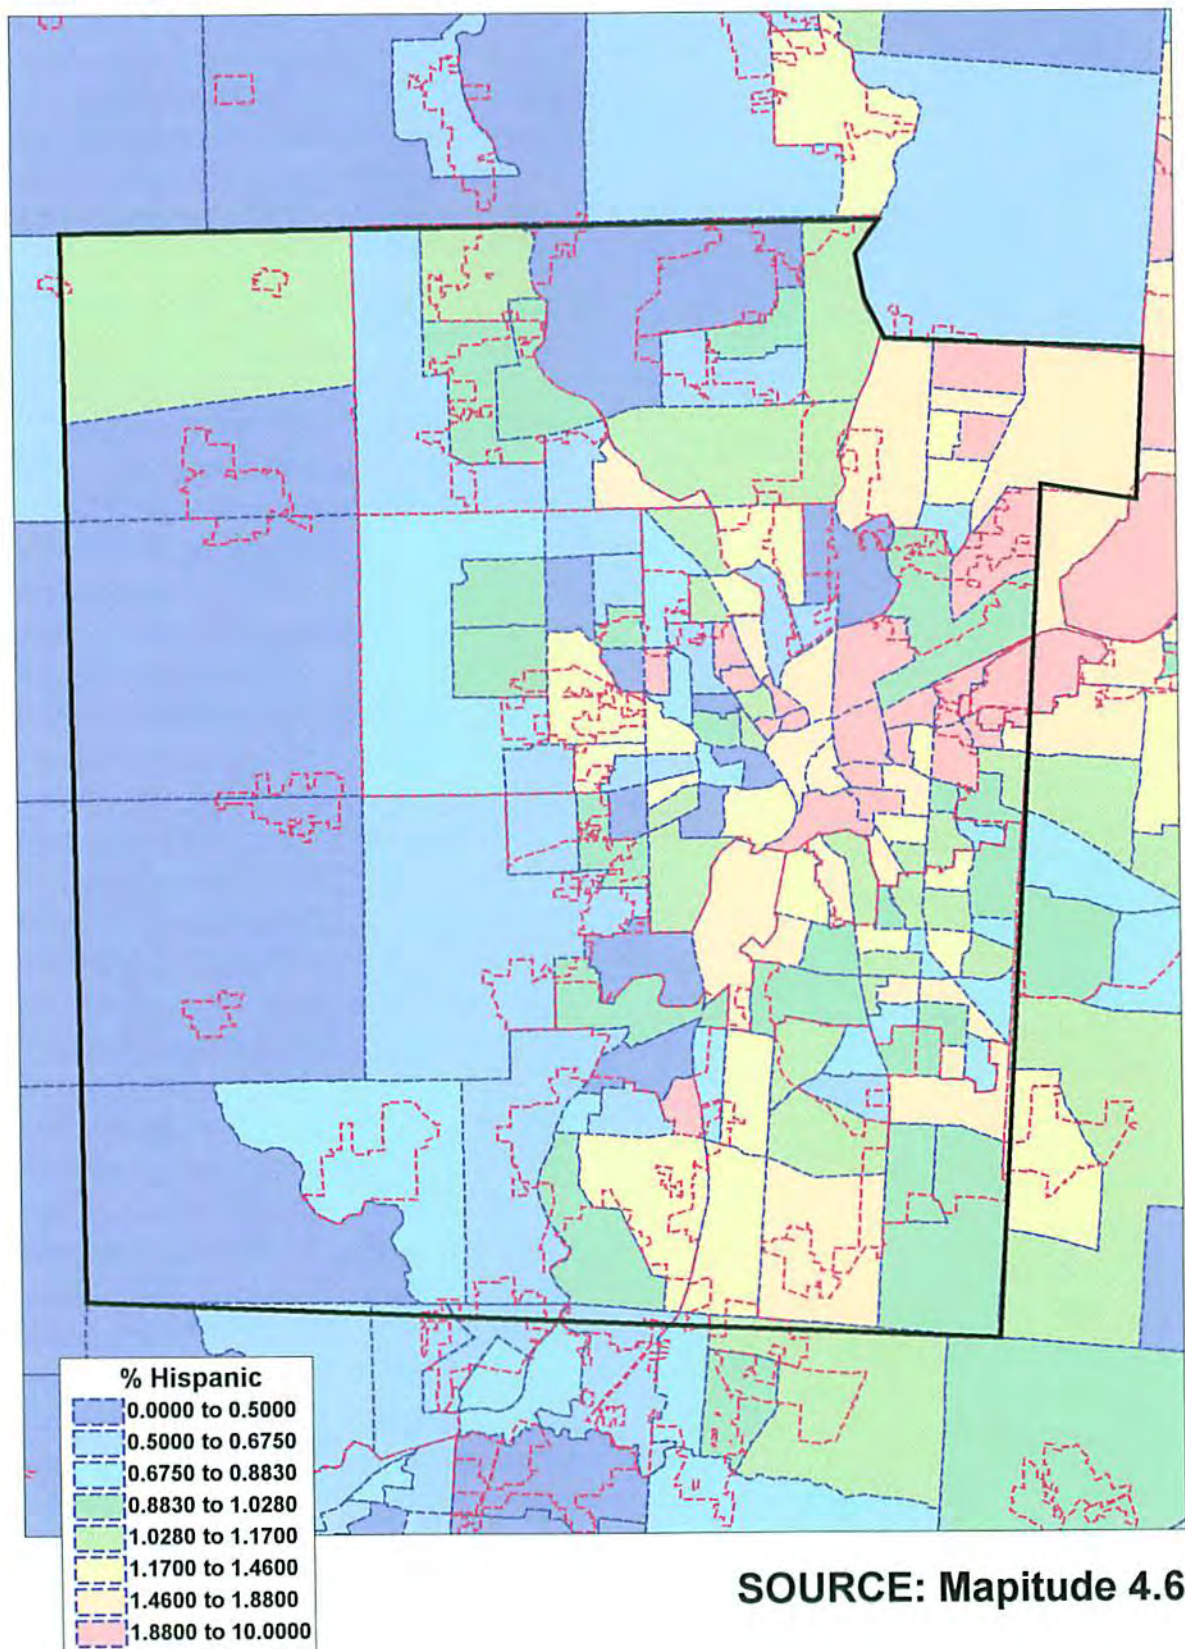 % Hispanic
0.0000 to 0.5000
0.5000 to 0.6750
0.6750 to 0.8830
0.8830 to 1.0280
1.0280 to 1.1700
1.1700 to 1.4600
1.4600 to 1.8800
1.8800 to 10.0000
SOURCE: Mapitude 4.6